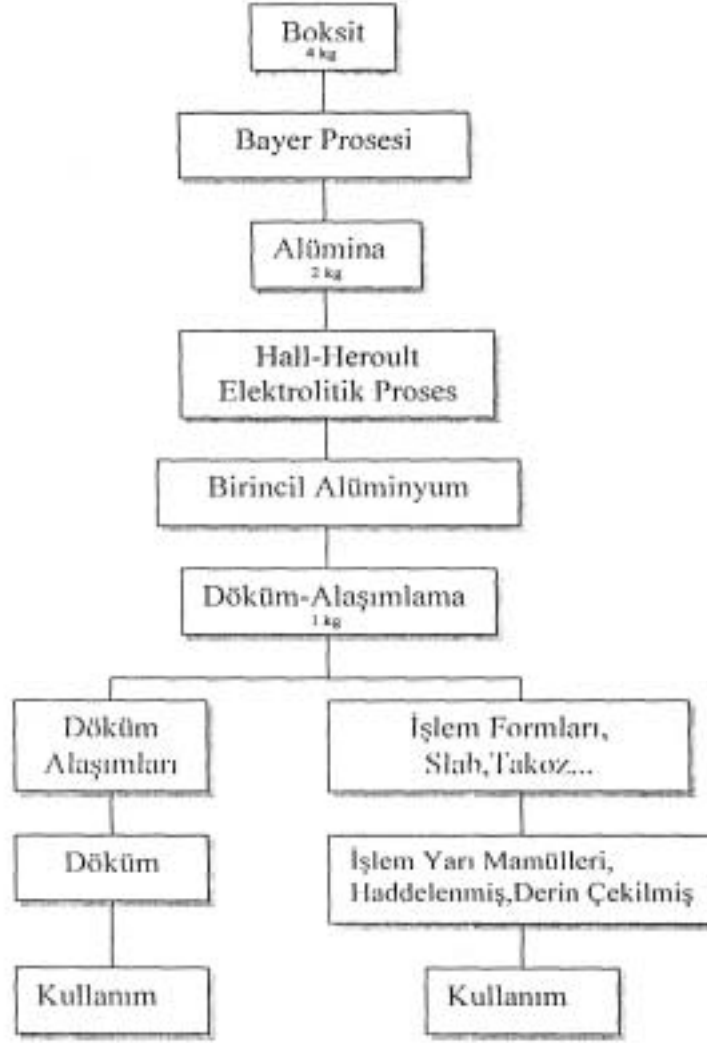 Boksit
4 kg
Bayer Prosesi
Alümina
2 kg
Hall-Heroult
Elektrolitik Proses
Birincil Alüminyum
Döküm-Alaşımlama
1 kg
Döküm
Alaşımları
İşlem Formları,
Slab,Takoz...
Döküm
İşlem Yarı Mamülleri,
Haddelenmiş,Derin Çekilmiş
Kullanım
Kullanım